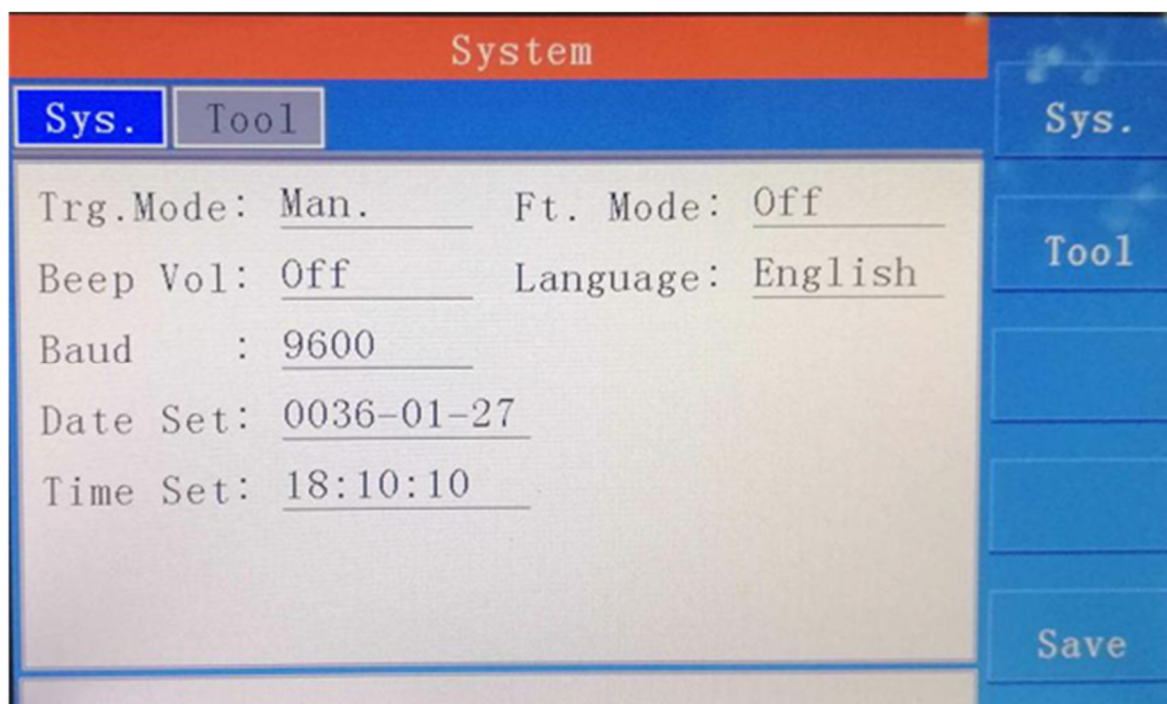 System
Sys. Tool
Trg.Mode: Man. Ft. Mode: Off
Beep Vol: Off Language: English
Baud : 9600
Date Set: 0036-01-27
Time Set: 18:10:10
Sys.
Tool
Save